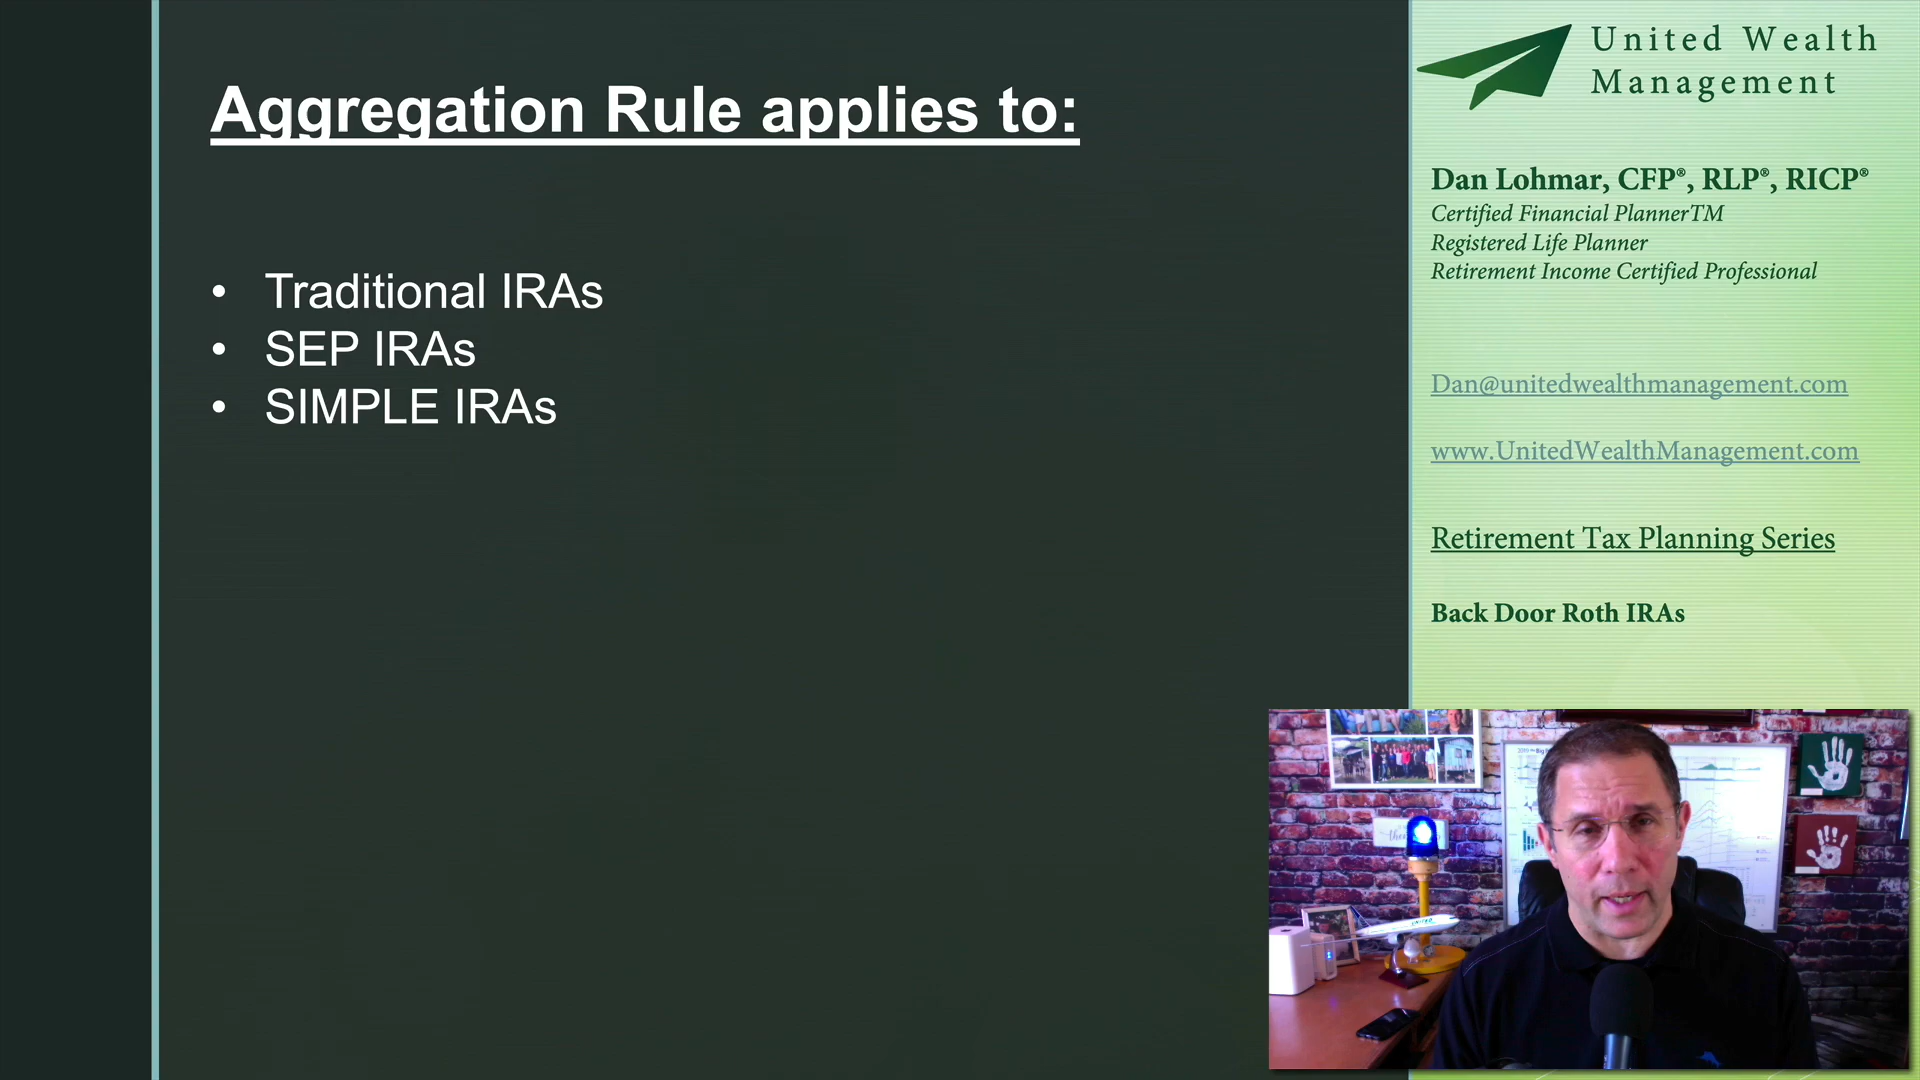 Aggregation Rule applies to:
• Traditional IRAs
• SEP IRAs
• SIMPLE IRAs
United Wealth
Management
Dan Lohmar, CFP®, RLP®, RICP®
Certified Financial PlannerTM
Registered Life Planner
Retirement Income Certified Professional
Dan@unitedwealthmanagement.com
www.UnitedWealthManagement.com
Retirement Tax Planning Series
Back Door Roth IRAs
UNITED